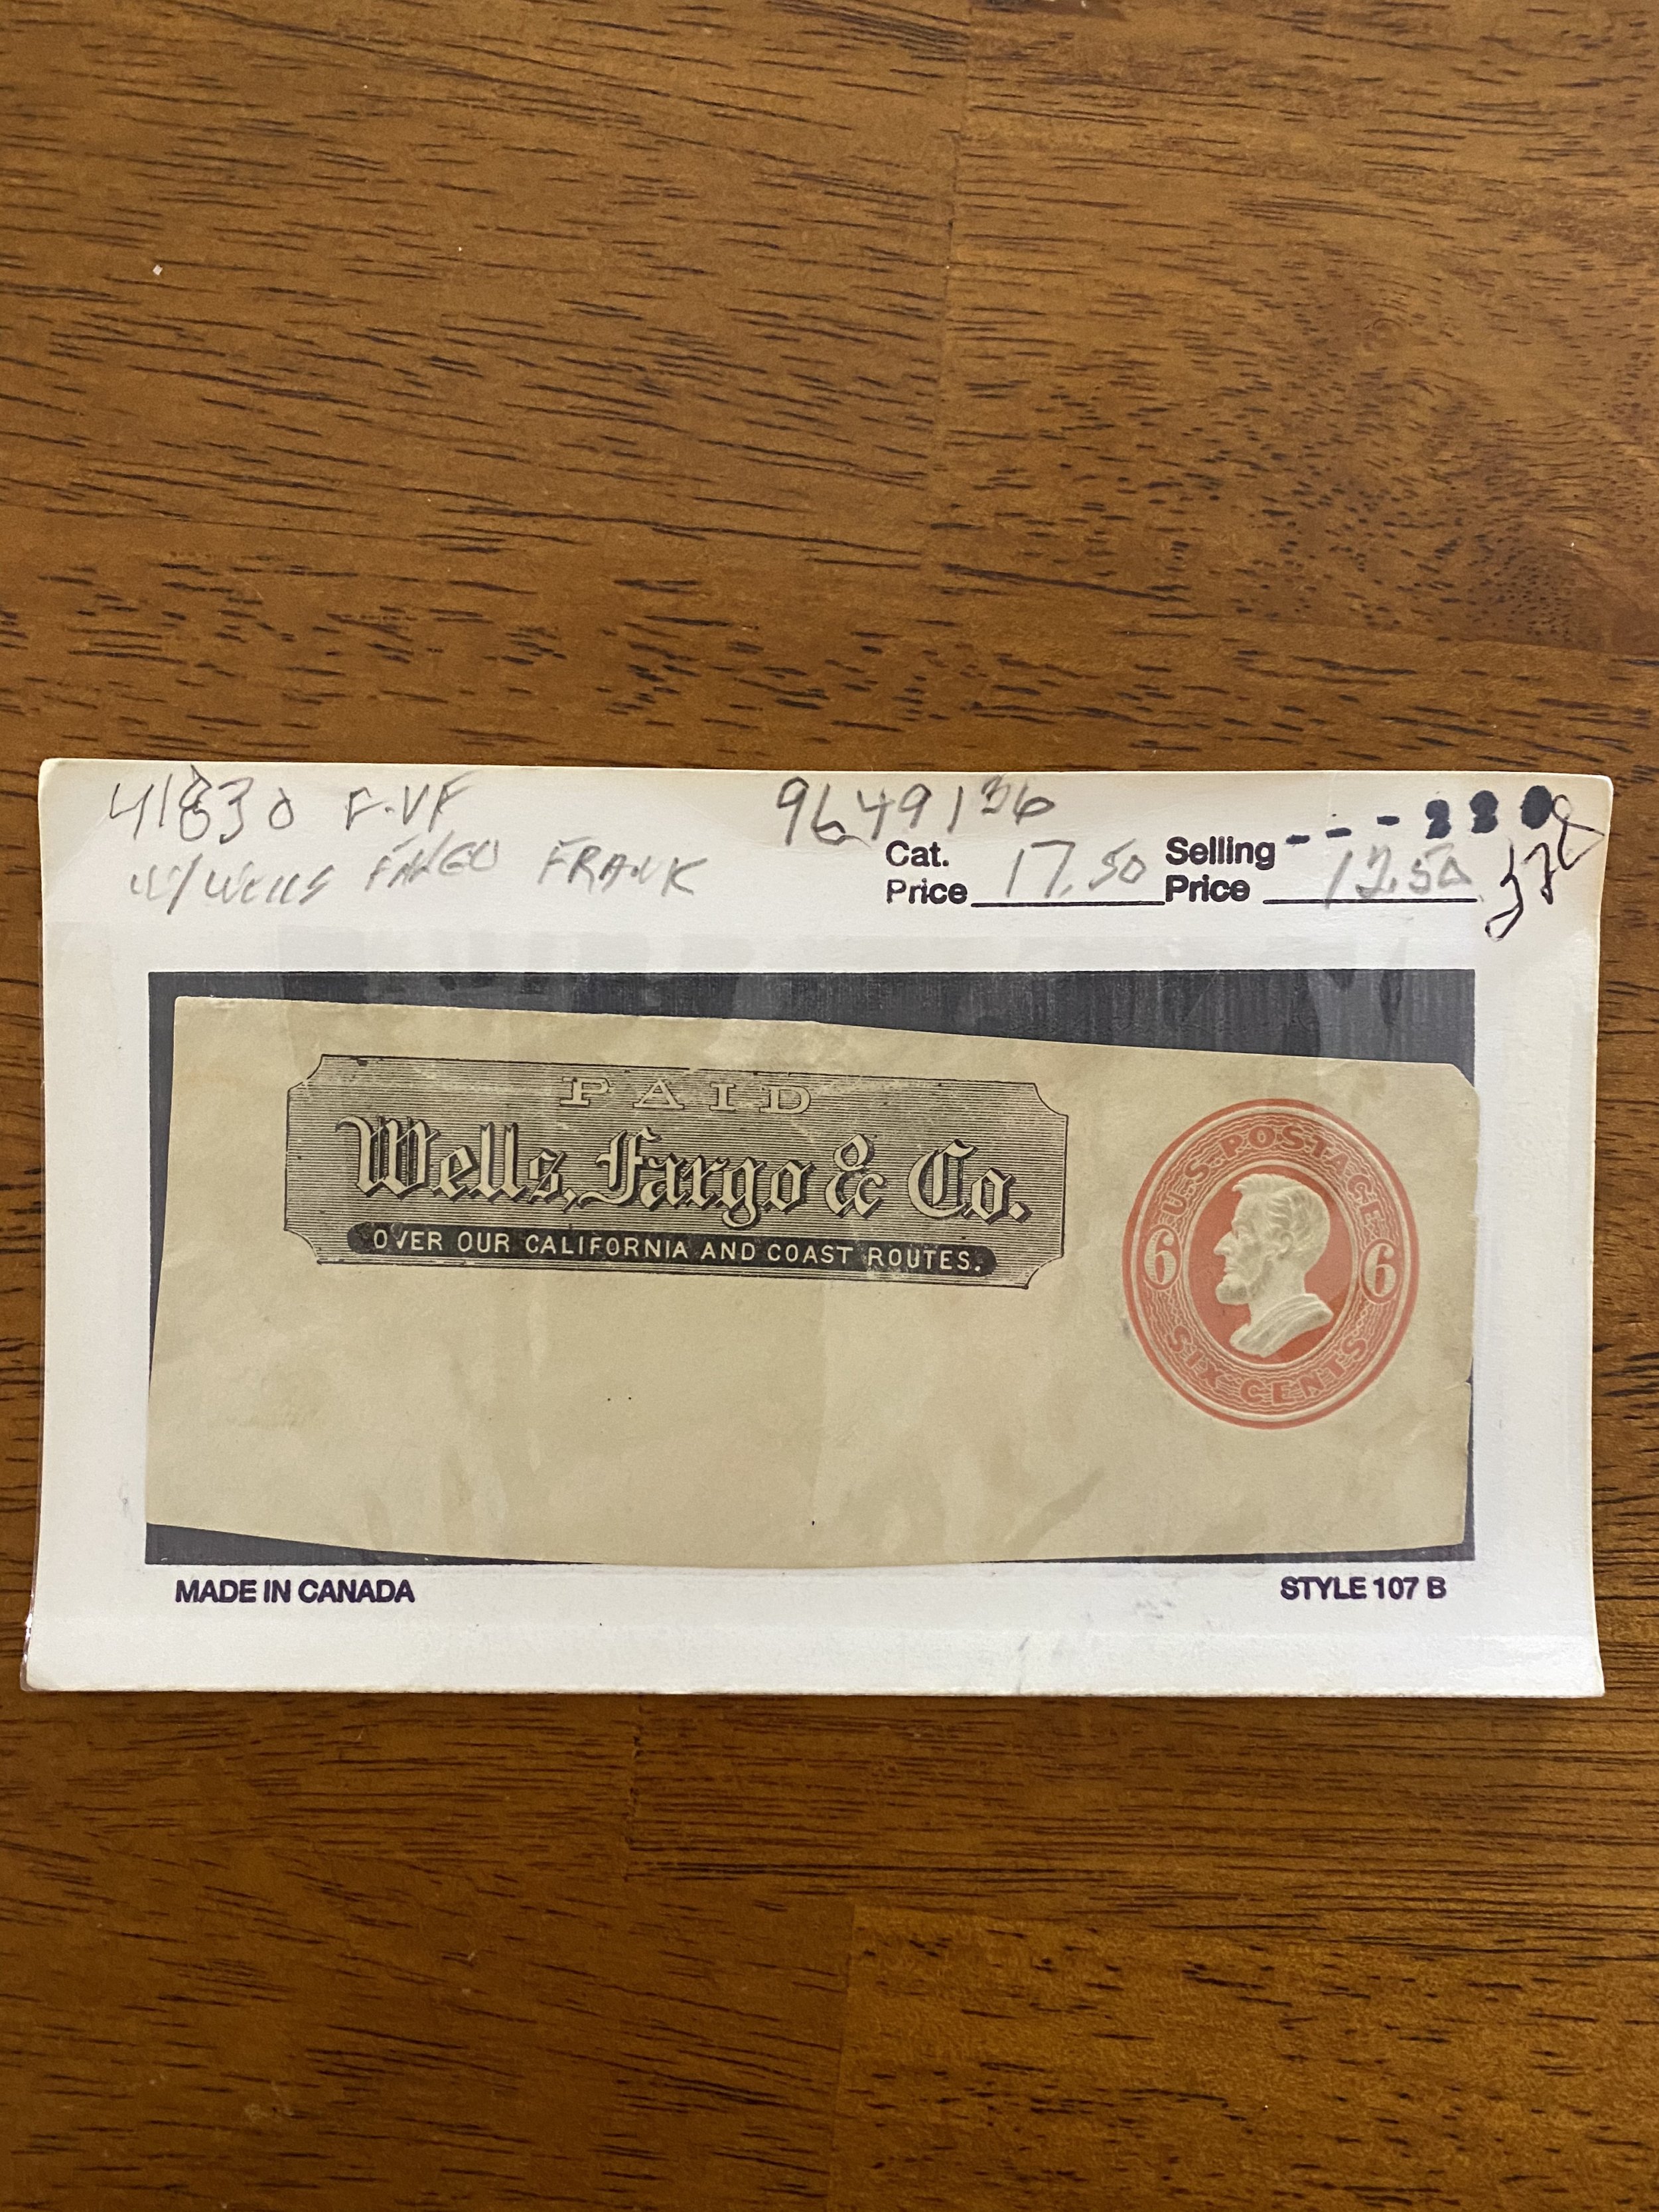 41830 F-VF
w/ WELLS FARGO FRANK
9649136
Cat. Price 17.50 Selling Price 12.50
PAID
Wells, Fargo & Co.
OVER OUR CALIFORNIA AND COAST ROUTES.
U.S. POSTAGE
6 6
SIX CENTS
MADE IN CANADA STYLE 107 B